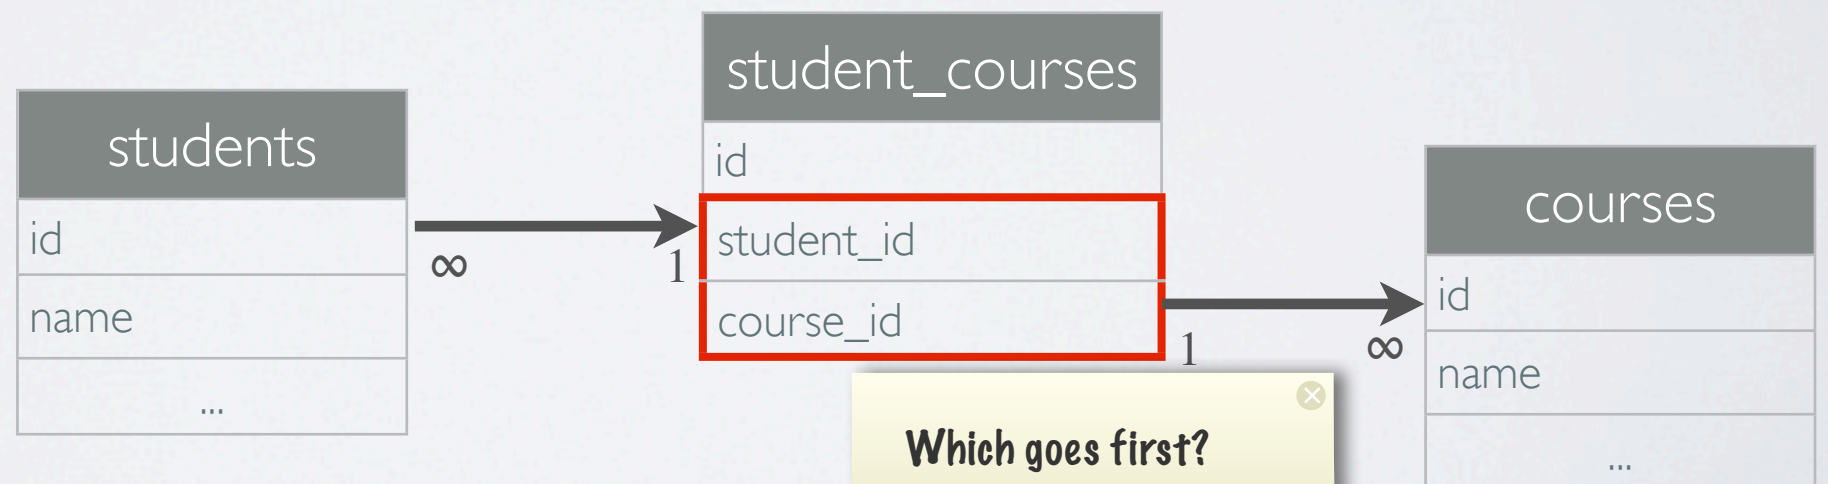 students
id
name
...
∞
1
student_courses
id
student_id
course_id
1
∞
courses
id
name
...
Which goes first?